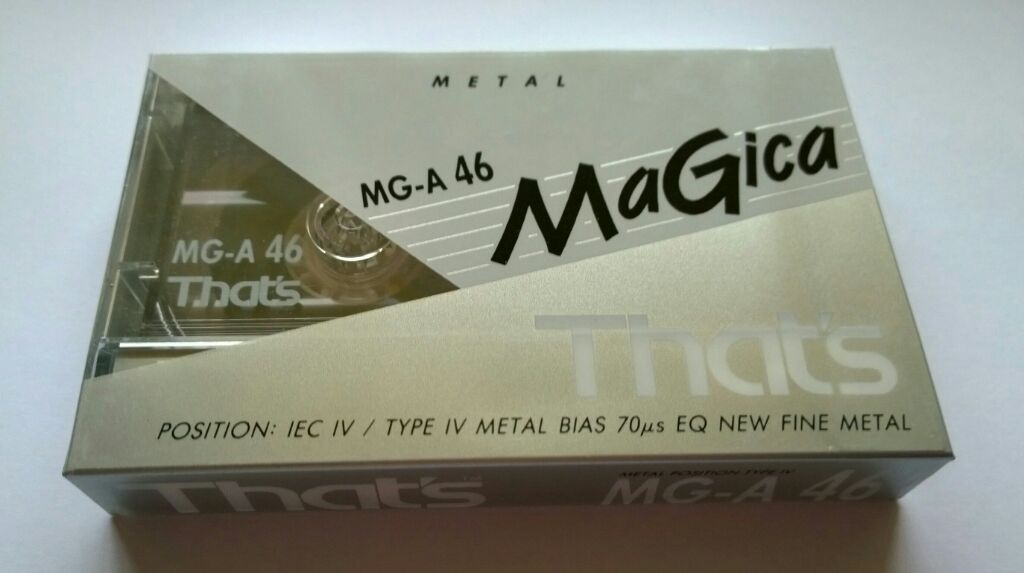 METAL
MG-A 46
MaGica
MG-A 46
That's
That's
POSITION: IEC IV / TYPE IV METAL BIAS 70µs EQ NEW FINE METAL
That's
METAL POSITION TYPE IV
MG-A 46